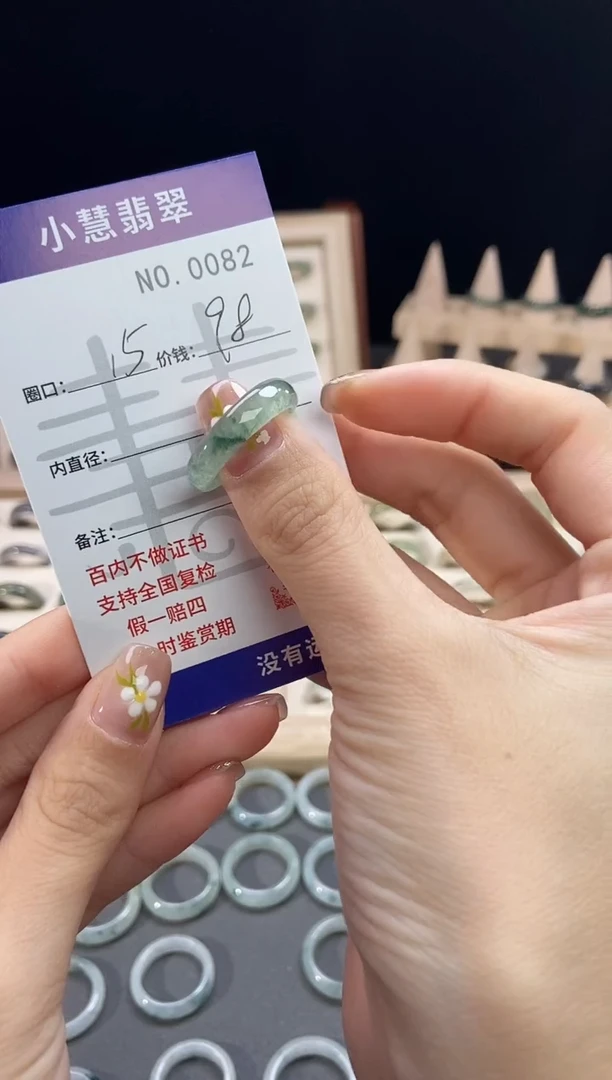 小慧翡翠
NO.0082
圈口: 15 价钱: 98
内直径:
备注:
百内不做证书
支持全国复检
假一赔四
时鉴赏期
没有